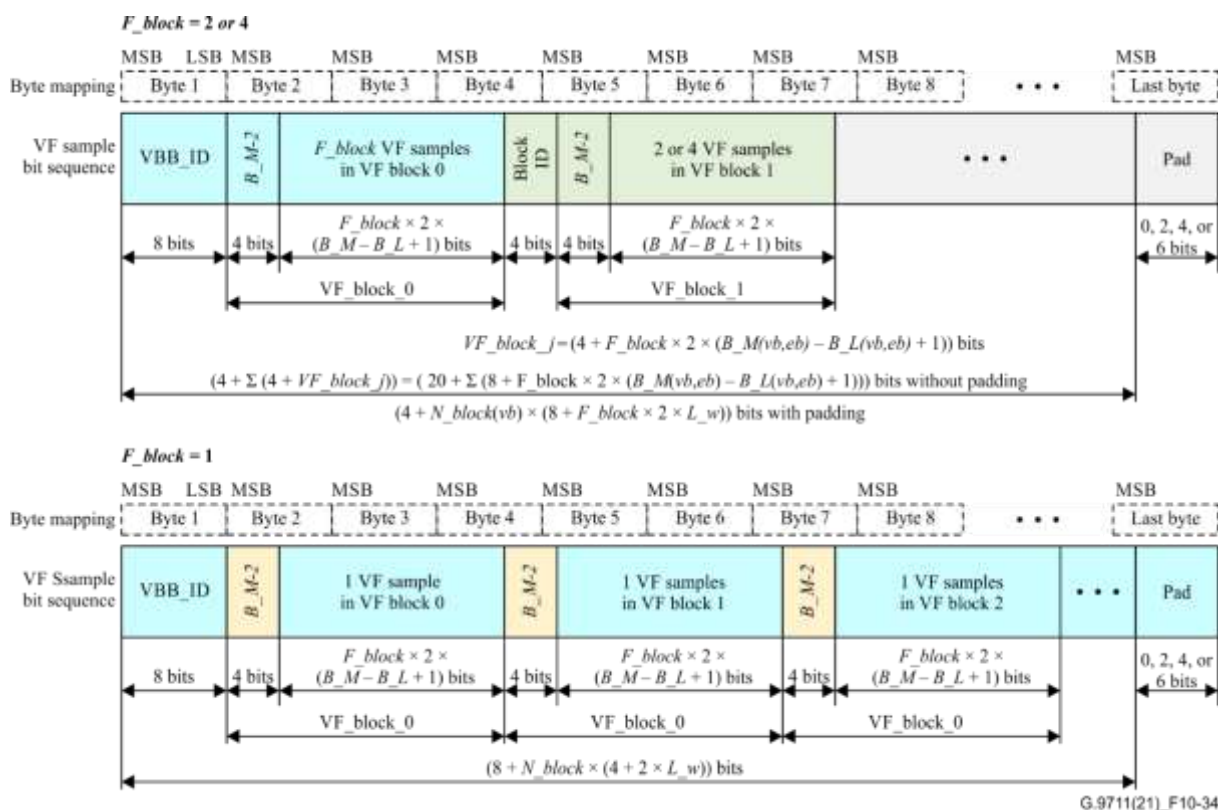 F_block = 2 or 4
MSB LSB MSB MSB MSB MSB MSB MSB MSB
Byte mapping Byte 1 Byte 2 Byte 3 Byte 4 Byte 5 Byte 6 Byte 7 Byte 8 • • • Last byte
VF sample
bit sequence
VBB_ID
B_M-2
F_block VF samples
in VF block 0
Block
ID
B_M-2
2 or 4 VF samples
in VF block 1
• • •
Pad
8 bits
4 bits
F_block × 2 ×
(B_M – B_L + 1) bits
4 bits
4 bits
F_block × 2 ×
(B_M – B_L + 1) bits
0, 2, 4, or
6 bits
VF_block_0
VF_block_1
VF_block_j = (4 + F_block × 2 × (B_M(vb,eb) – B_L(vb,eb) + 1)) bits
(4 + Σ (4 + VF_block_j)) = ( 20 + Σ (8 + F_block × 2 × (B_M(vb,eb) – B_L(vb,eb) + 1))) bits without padding
(4 + N_block(vb) × (8 + F_block × 2 × L_w)) bits with padding
F_block = 1
MSB LSB MSB MSB MSB MSB MSB MSB MSB
Byte mapping Byte 1 Byte 2 Byte 3 Byte 4 Byte 5 Byte 6 Byte 7 Byte 8 • • • Last byte
VF Ssample
bit sequence
VBB_ID
B_M-2
1 VF sample
in VF block 0
B_M-2
1 VF samples
in VF block 1
B_M-2
1 VF samples
in VF block 2
• • •
Pad
8 bits
4 bits
F_block × 2 ×
(B_M – B_L + 1) bits
4 bits
F_block × 2 ×
(B_M – B_L + 1) bits
4 bits
F_block × 2 ×
(B_M – B_L + 1) bits
0, 2, 4, or
6 bits
VF_block_0
VF_block_0
VF_block_0
(8 + N_block × (4 + 2 × L_w)) bits
G.9711(21)_F10-34